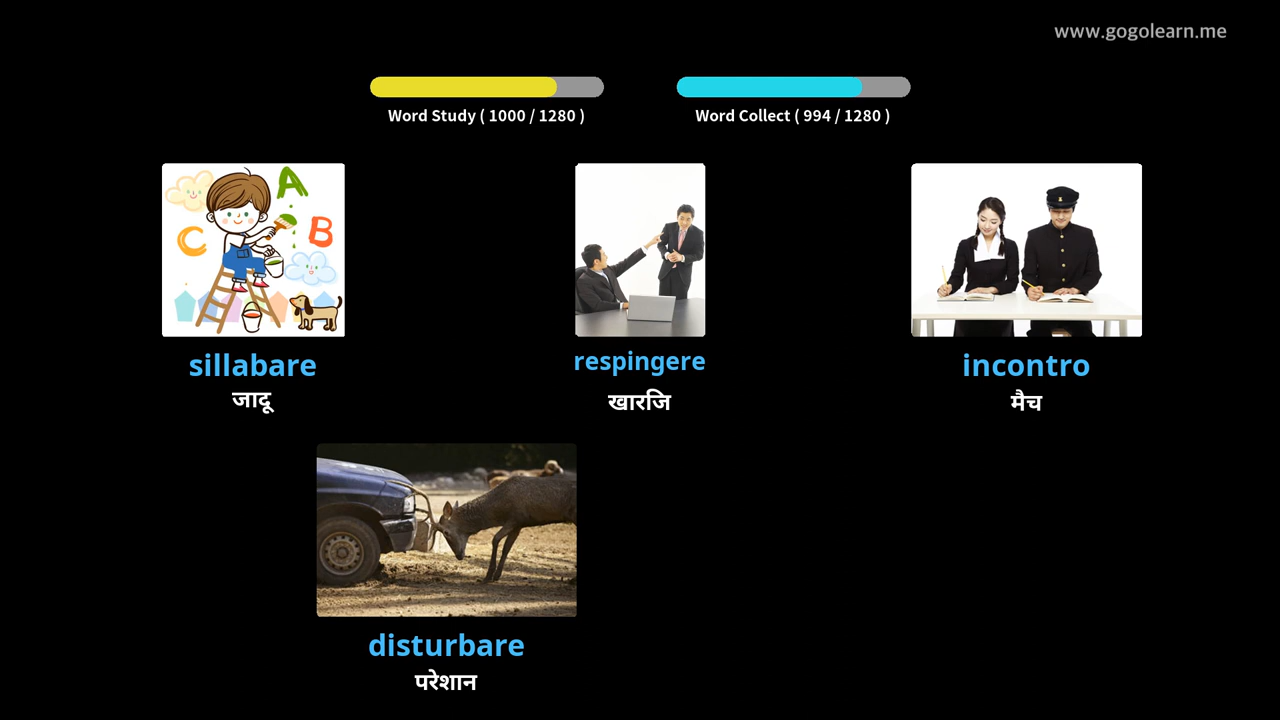 www.gogolearn.me
Word Study ( 1000 / 1280 )
Word Collect ( 994 / 1280 )
A
B
C
sillabare
जादू
respingere
खारजि
incontro
मैच
disturbare
परेशान